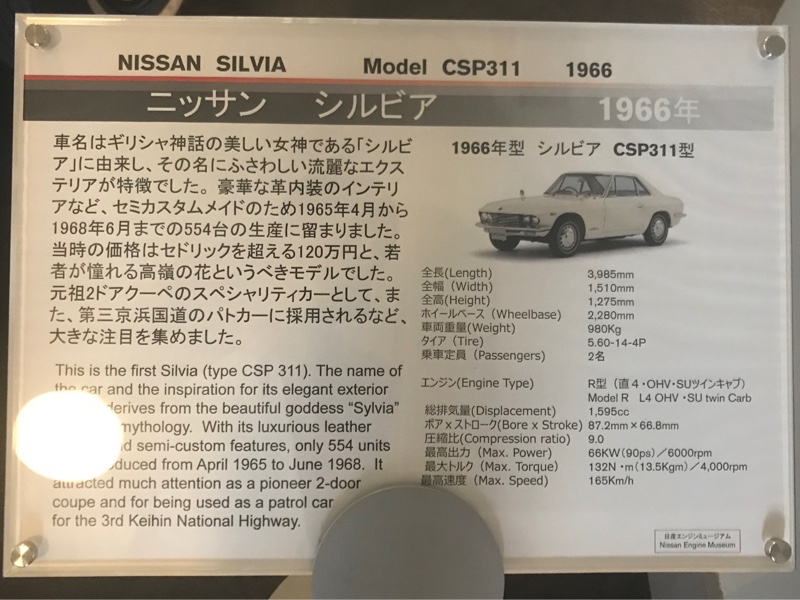 NISSAN SILVIA Model CSP311 1966
ニッサン シルビア 1966年
車名はギリシャ神話の美しい女神である「シルビ
ア」に由来し、その名にふさわしい流麗なエクス
テリアが特徴でした。豪華な革内装のインテリ
アなど、セミカスタムメイドのため1965年4月から
1968年6月までの554台の生産に留まりました。
当時の価格はセドリックを超える120万円と、若
者が憧れる高嶺の花というべきモデルでした。
元祖2ドアクーペのスペシャリティカーとして、ま
た、第三京浜国道のパトカーに採用されるなど、
大きな注目を集めました。
This is the first Silvia (type CSP 311). The name of
the car and the inspiration for its elegant exterior
derives from the beautiful goddess “Sylvia”
mythology. With its luxurious leather
semi-custom features, only 554 units
from April 1965 to June 1968. It
attracted much attention as a pioneer 2-door
coupe and for being used as a patrol car
for the 3rd Keihin National Highway.
1966年型 シルビア CSP311型
全長(Length) 3,985mm
全幅 (Width) 1,510mm
全高(Height) 1,275mm
ホイールベース (Wheelbase) 2,280mm
車両重量(Weight) 980Kg
タイア (Tire) 5.60-14-4P
乗車定員 (Passengers) 2名
エンジン(Engine Type) R型 (直4・OHV・SUツインキャブ)
Model R L4 OHV・SU twin Carb
総排気量(Displacement) 1,595cc
ボアxストローク(Bore x Stroke) 87.2mm×66.8mm
圧縮比(Compression ratio) 9.0
最高出力 (Max. Power) 66KW(90ps)／6000rpm
最大トルク (Max. Torque) 132N・m(13.5Kgm)／4,000rpm
最高速度 (Max. Speed) 165Km/h
日産エンジンミュージアム
Nissan Engine Museum